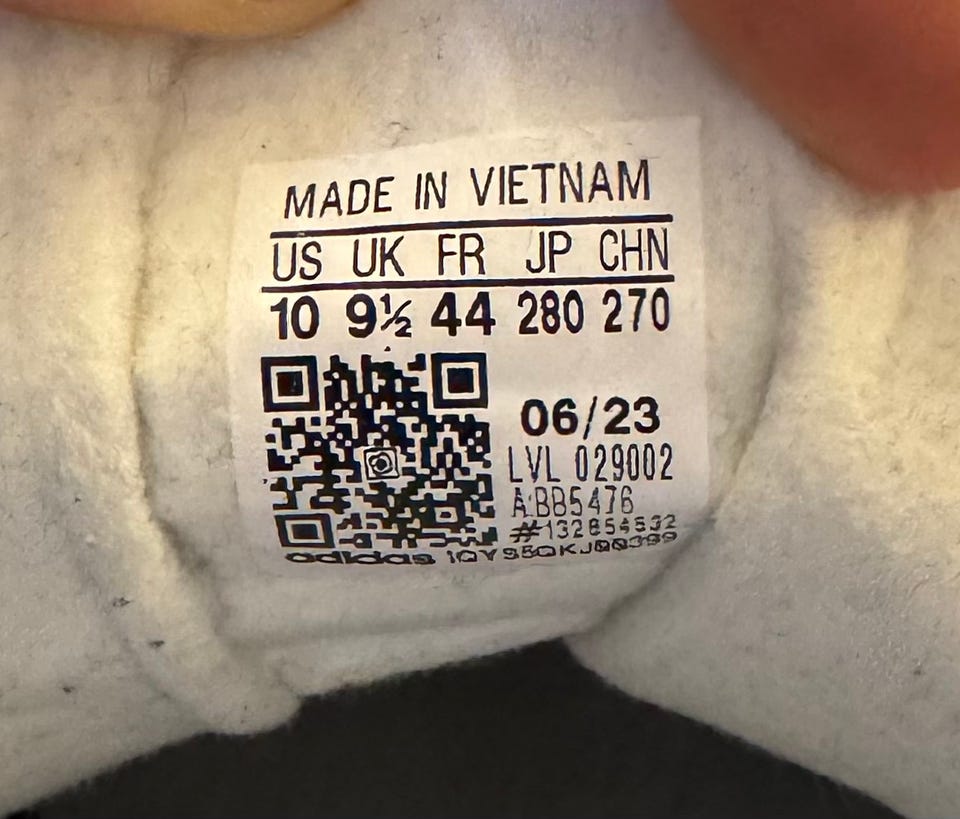 MADE IN VIETNAM
US UK FR JP CHN
10 9½ 44 280 270
06/23
LVL 029002
A:BB5476
#132854532
adidas